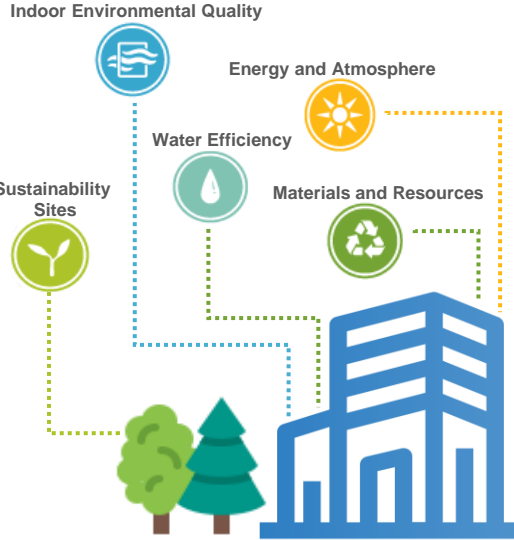 Indoor Environmental Quality
Energy and Atmosphere
Water Efficiency
Materials and Resources
Sustainability
Sites